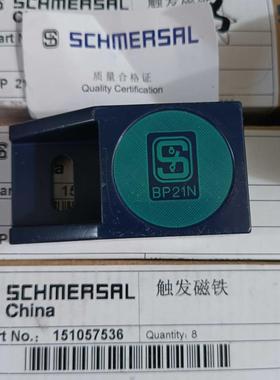 SCHMERSAL
质量合格证
Quality Certification
BP21N
SCHMERSAL
China
触发磁铁
Part No.: 151057536
Quantity: 8